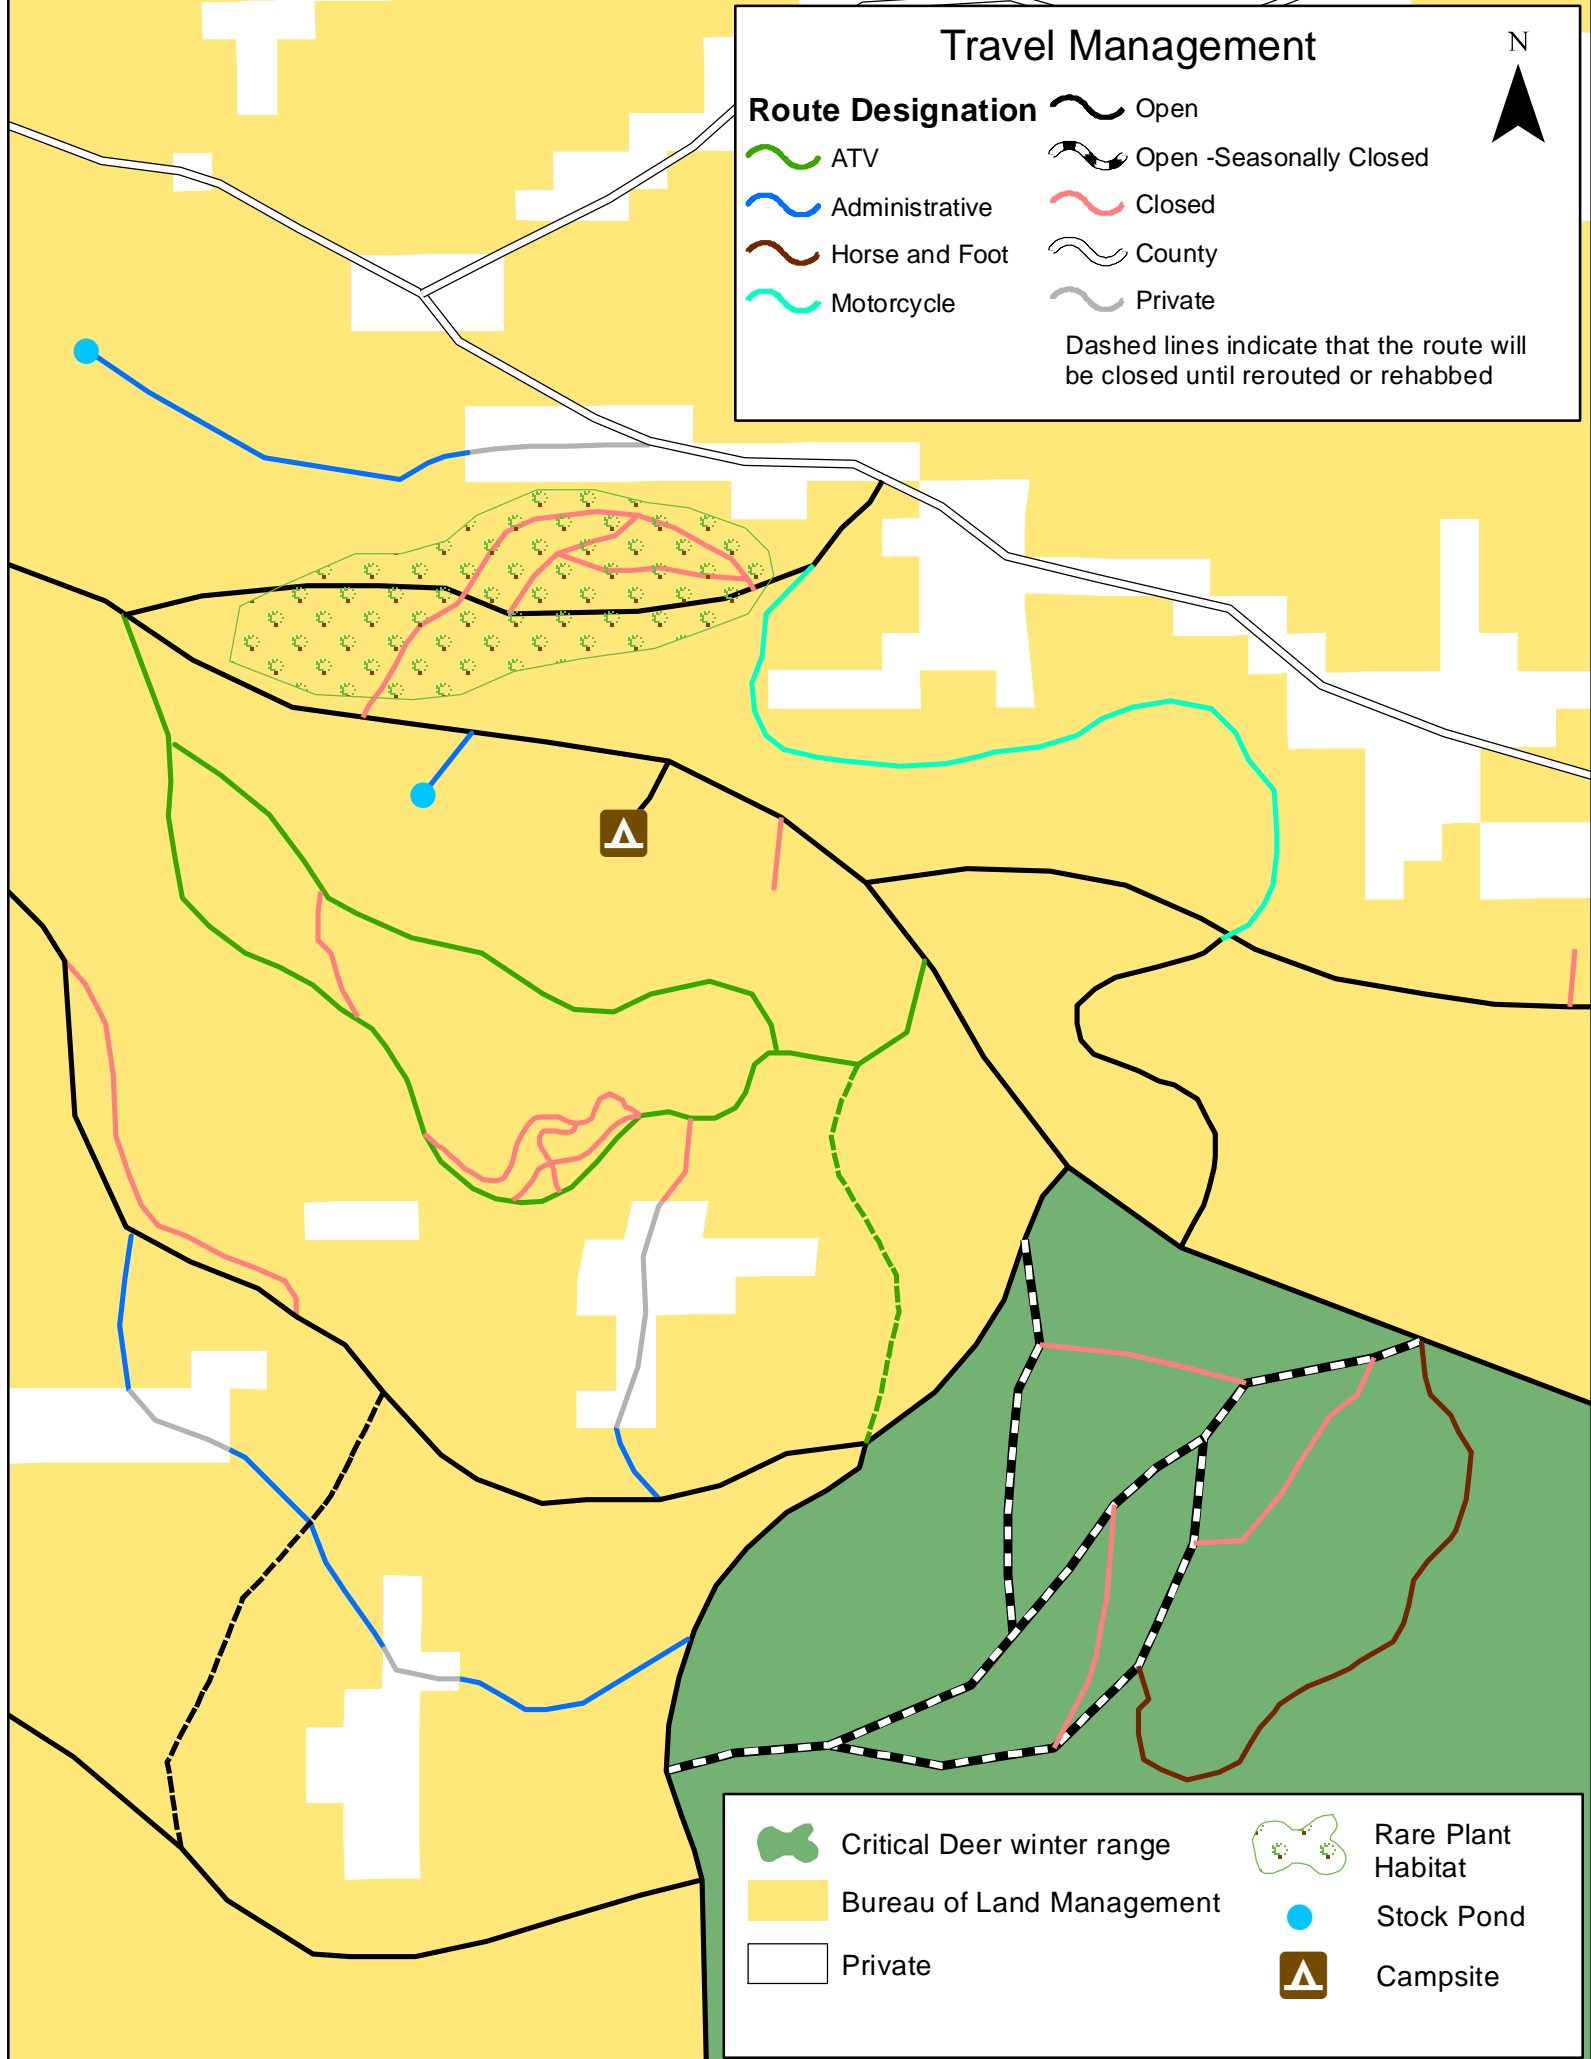 Travel Management
N
Route Designation
ATV
Administrative
Horse and Foot
Motorcycle
Open
Open -Seasonally Closed
Closed
County
Private
Dashed lines indicate that the route will
be closed until rerouted or rehabbed
Critical Deer winter range
Bureau of Land Management
Private
Rare Plant
Habitat
Stock Pond
Campsite